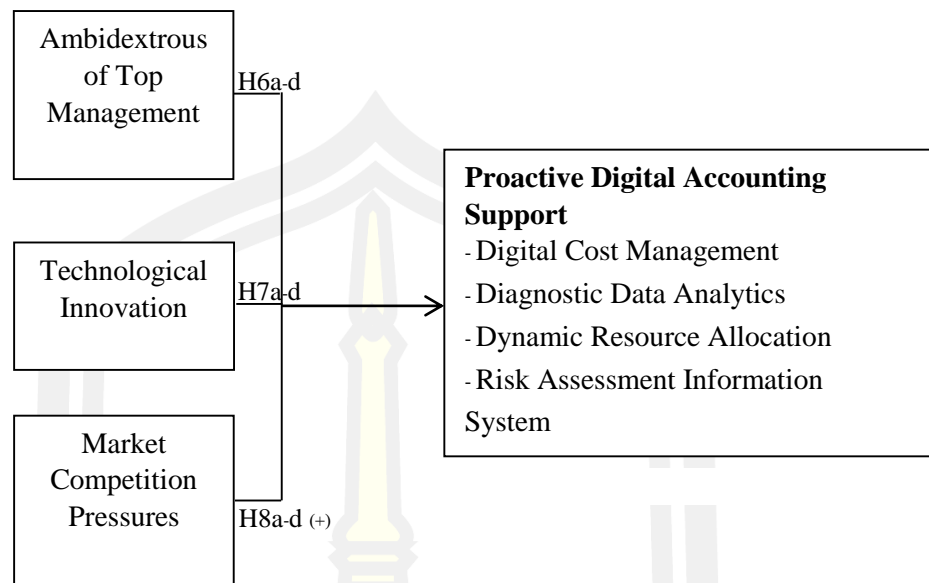 Ambidextrous
of Top
Management
H6a-d
Technological
Innovation
H7a-d
Market
Competition
Pressures
H8a-d (+)
Proactive Digital Accounting
Support
- Digital Cost Management
- Diagnostic Data Analytics
- Dynamic Resource Allocation
- Risk Assessment Information
System